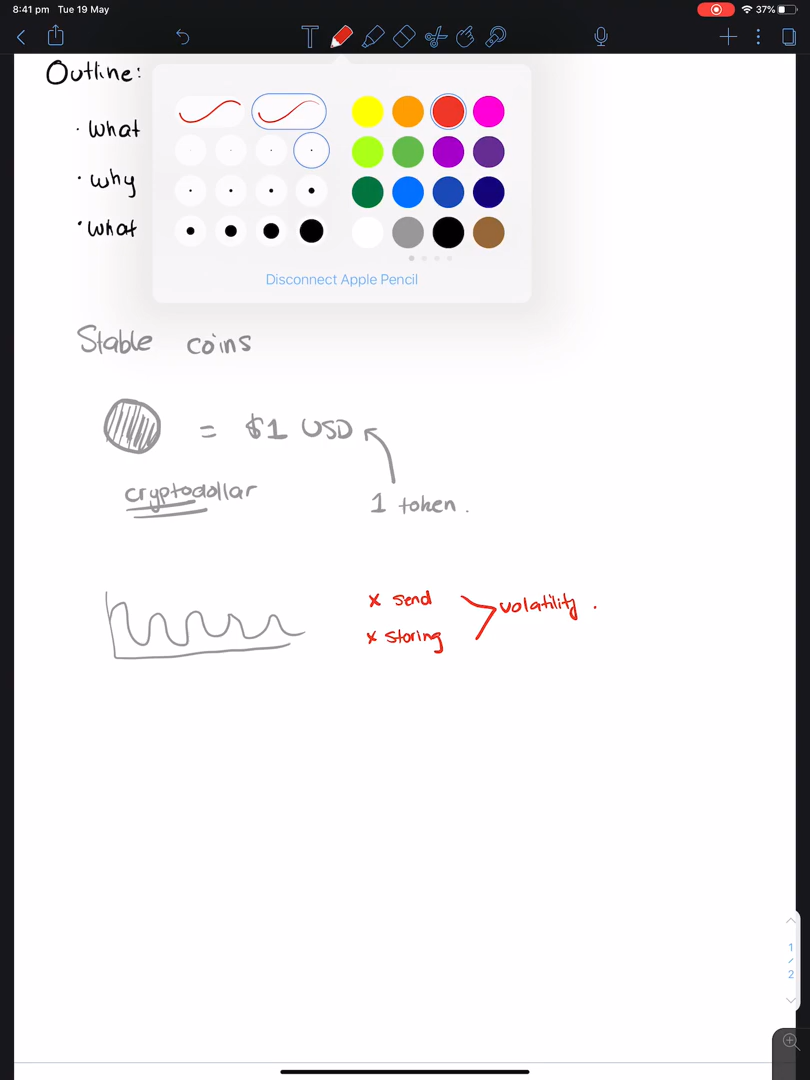 8:41 pm Tue 19 May
37%
T
Outline:
· what
· why
· what
Disconnect Apple Pencil
Stable coins
= $1 USD
cryptodollar
1 token.
x send
x storing
volatility.
1
/
2